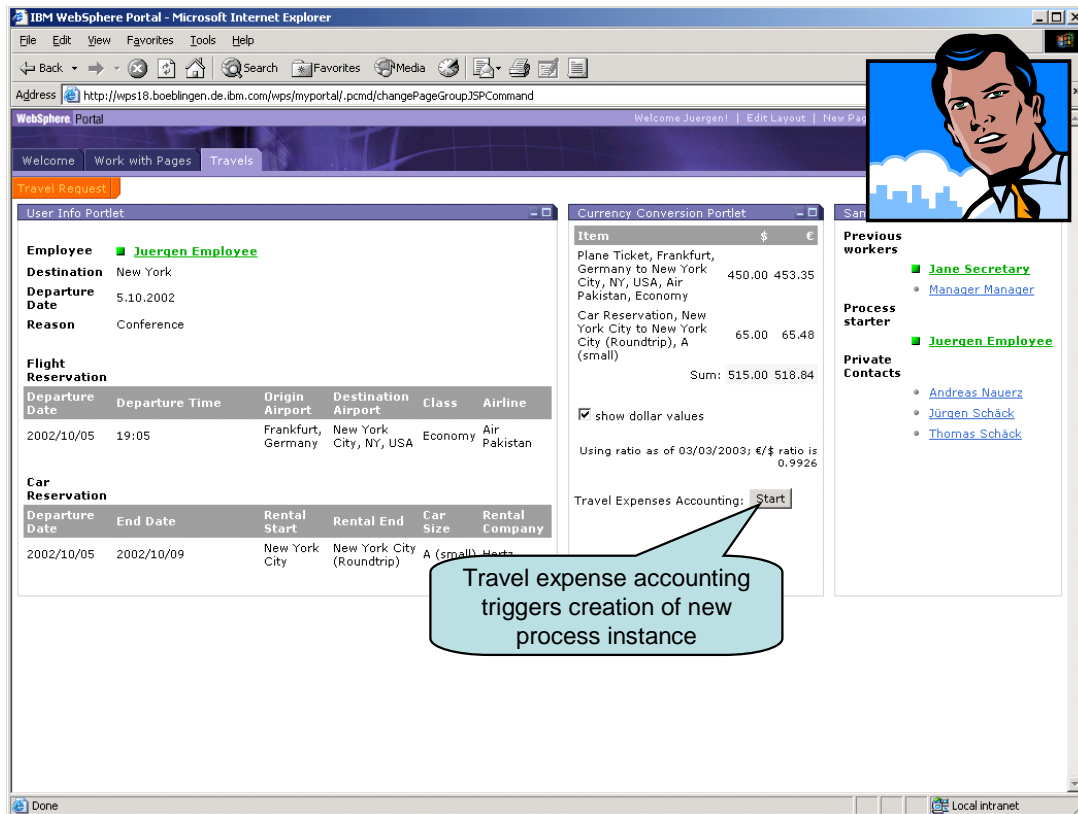 IBM WebSphere Portal - Microsoft Internet Explorer
File Edit View Favorites Tools Help
Back Search Favorites Media
Address http://wps18.boeblingen.de.ibm.com/wps/myportal/.pcmd/changePageGroupJSPCommand
WebSphere Portal Welcome Juergen! | Edit Layout | New
Welcome Work with Pages Travels
Travel Request
User Info Portlet
Employee Juergen Employee
Destination New York
Departure
Date 5.10.2002
Reason Conference
Flight
Reservation
Departure Date Departure Time Origin Airport Destination Airport Class Airline
2002/10/05 19:05 Frankfurt, Germany New York City, NY, USA Economy Air Pakistan
Car
Reservation
Departure Date End Date Rental Start Rental End Car Size Rental Company
2002/10/05 2002/10/09 New York City New York City (Roundtrip) A (small) Hertz
Currency Conversion Portlet
Item $ €
Plane Ticket, Frankfurt,
Germany to New York
City, NY, USA, Air 450.00 453.35
Pakistan, Economy
Car Reservation, New
York City to New York
City (Roundtrip), A 65.00 65.48
(small)
Sum: 515.00 518.84
show dollar values
Using ratio as of 03/03/2003; €/$ ratio is
0.9926
Travel Expenses Accounting: Start
Previous
workers
Jane Secretary
Manager Manager
Process
starter
Juergen Employee
Private
Contacts
Andreas Nauerz
Jürgen Schäck
Thomas Schäck
Travel expense accounting
triggers creation of new
process instance
Done Local intranet